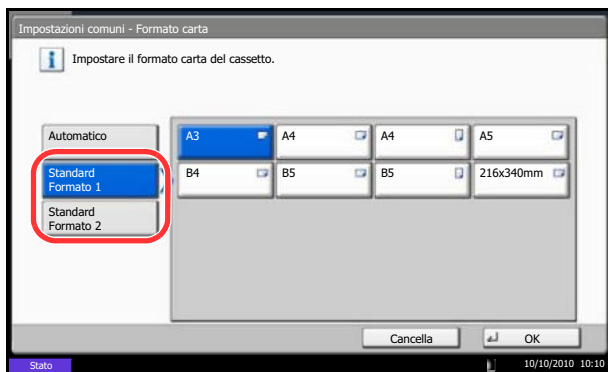 Impostazioni comuni - Formato carta
Impostare il formato carta del cassetto.
Automatico
Standard
Formato 1
Standard
Formato 2
A3 A4 A4 A5
B4 B5 B5 216x340mm
Cancella OK
Stato 10/10/2010 10:10